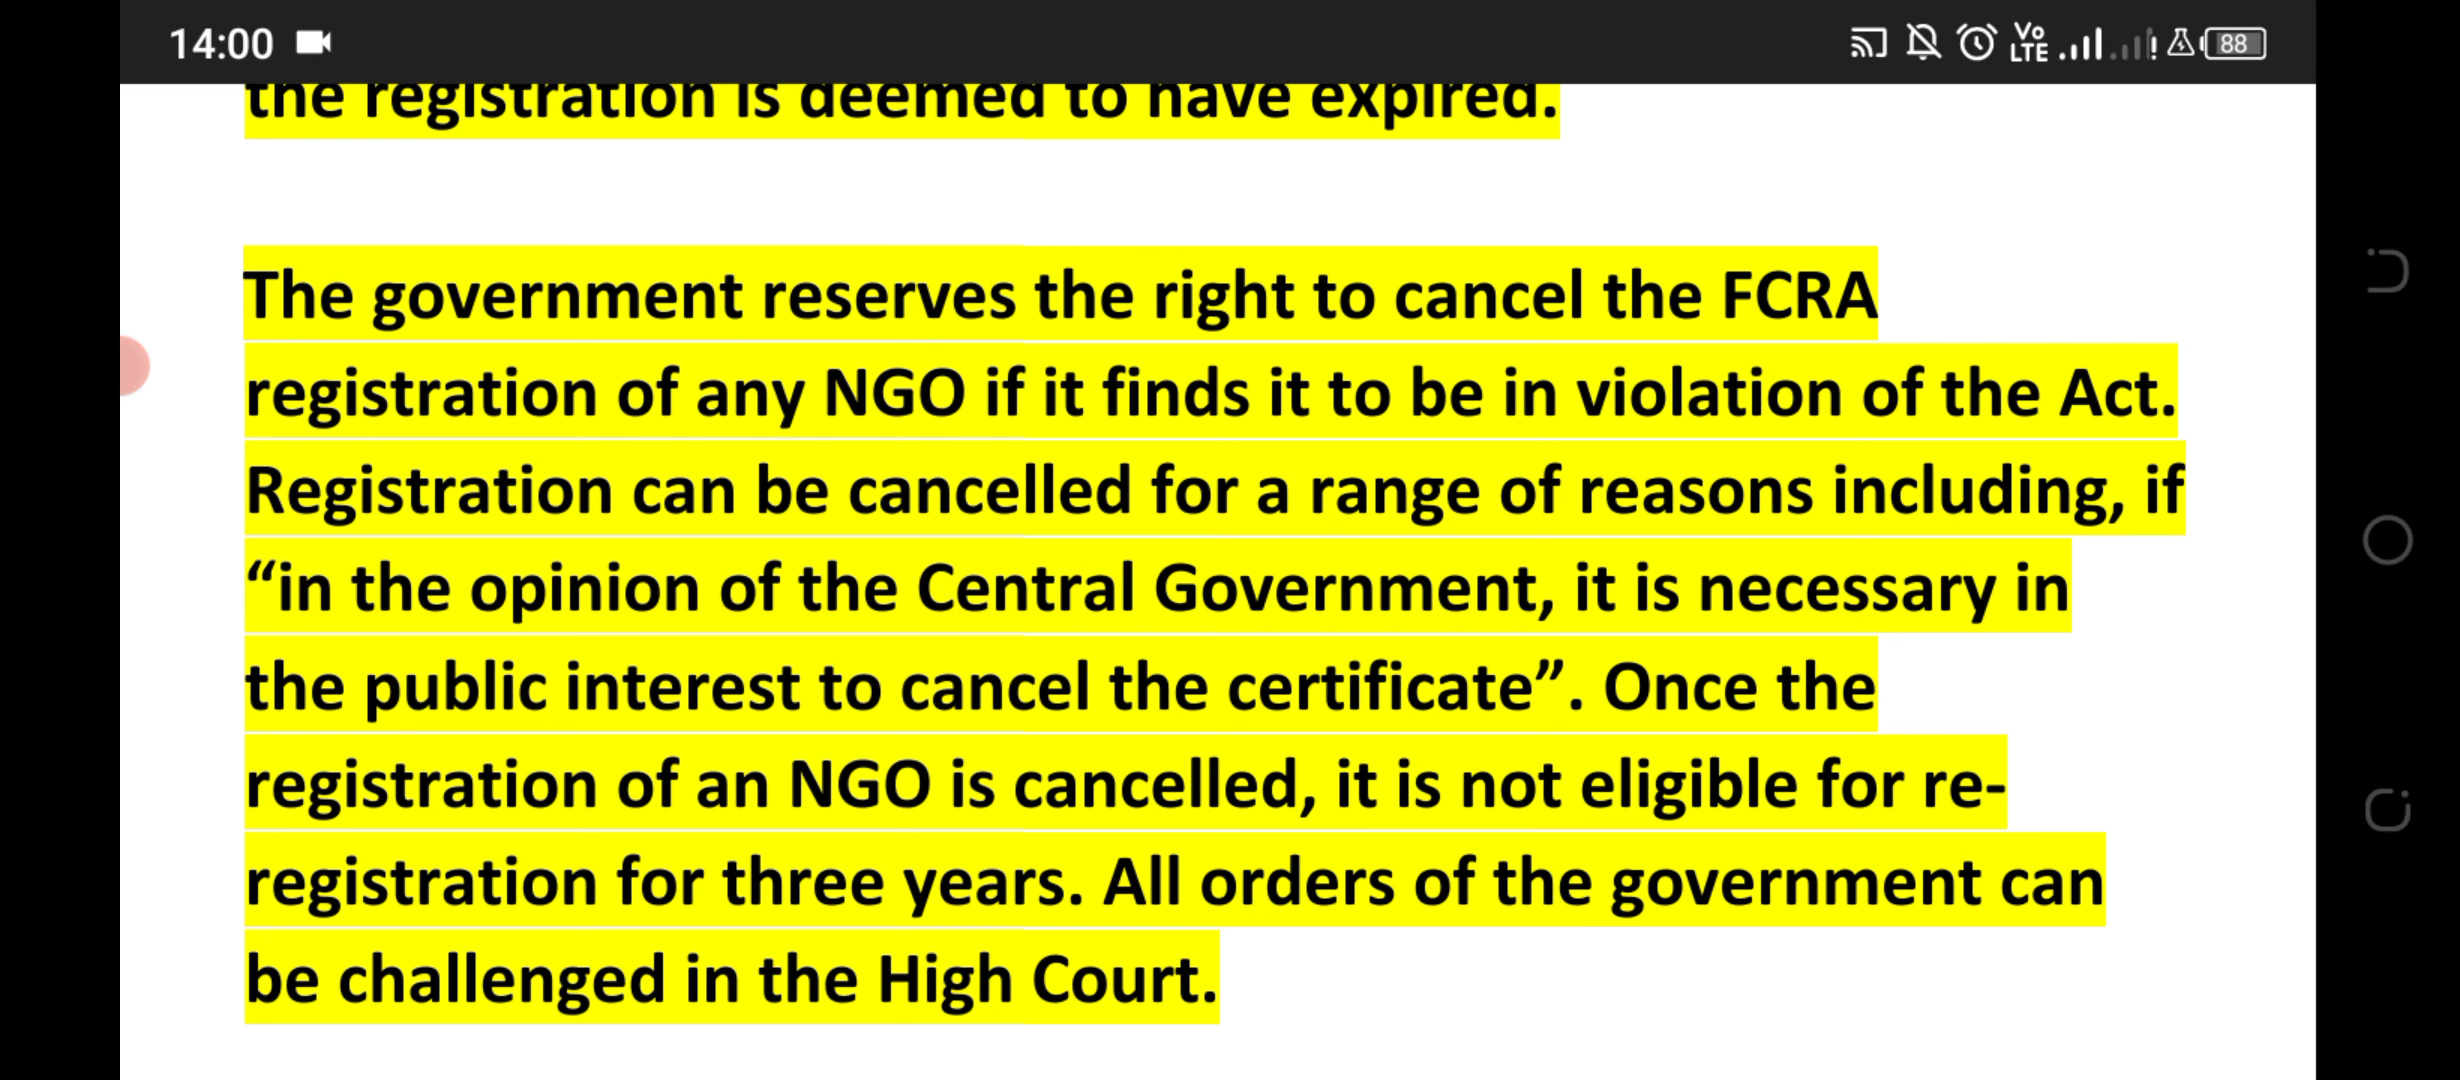 14:00
Vo LTE ! 88
the registration is deemed to have expired.
The government reserves the right to cancel the FCRA
registration of any NGO if it finds it to be in violation of the Act.
Registration can be cancelled for a range of reasons including, if
“in the opinion of the Central Government, it is necessary in
the public interest to cancel the certificate”. Once the
registration of an NGO is cancelled, it is not eligible for re-
registration for three years. All orders of the government can
be challenged in the High Court.